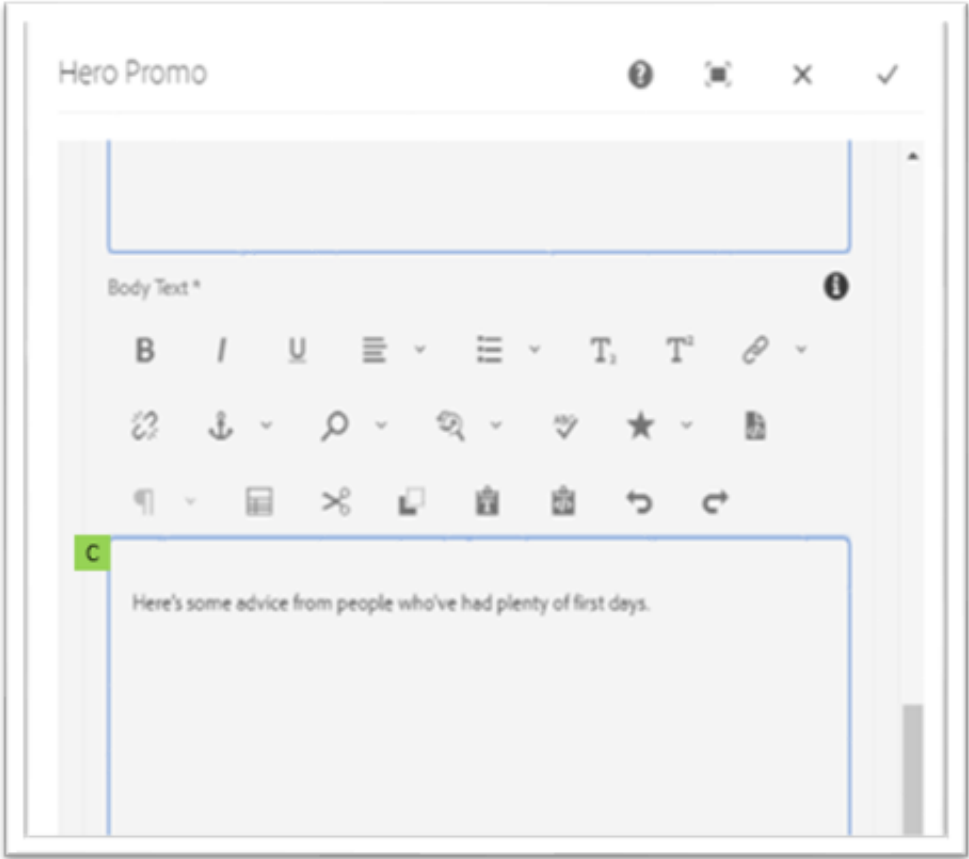 Hero Promo
Body Text *
C
Here's some advice from people who've had plenty of first days.